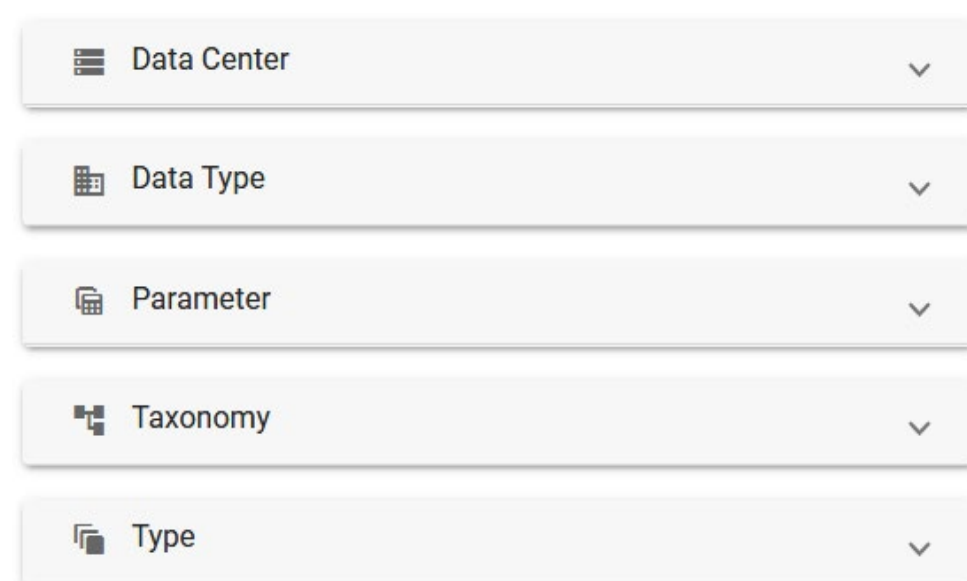 Data Center
Data Type
Parameter
Taxonomy
Type